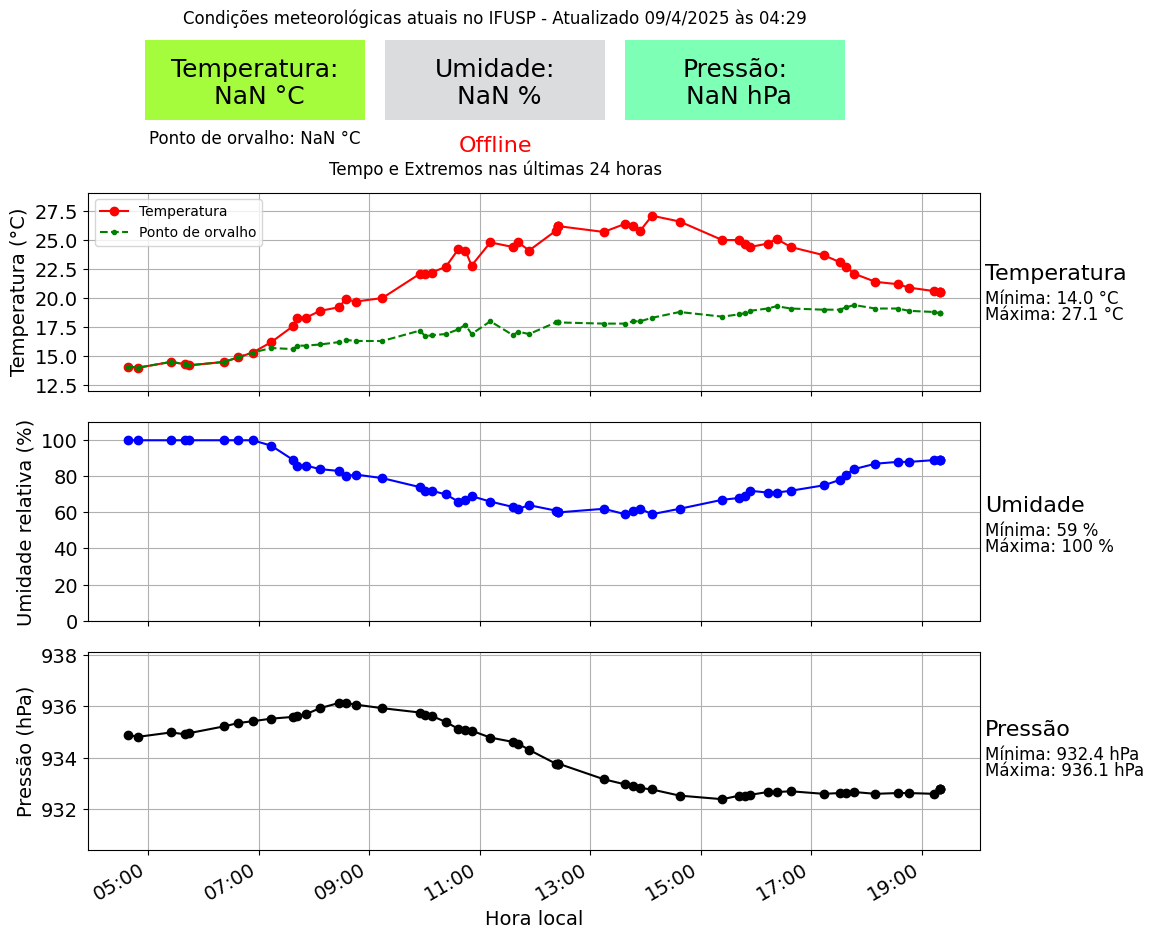 Condições meteorológicas atuais no IFUSP - Atualizado 09/4/2025 às 04:29
Temperatura:
NaN °C
Umidade:
NaN %
Pressão:
NaN hPa
Ponto de orvalho: NaN °C
Offline
Tempo e Extremos nas últimas 24 horas
Temperatura (°C)
27.5
25.0
22.5
20.0
17.5
15.0
12.5
Temperatura
Ponto de orvalho
Temperatura
Mínima: 14.0 °C
Máxima: 27.1 °C
Umidade relativa (%)
100
80
60
40
20
0
Umidade
Mínima: 59 %
Máxima: 100 %
Pressão (hPa)
938
936
934
932
Pressão
Mínima: 932.4 hPa
Máxima: 936.1 hPa
05:00
07:00
09:00
11:00
13:00
15:00
17:00
19:00
Hora local